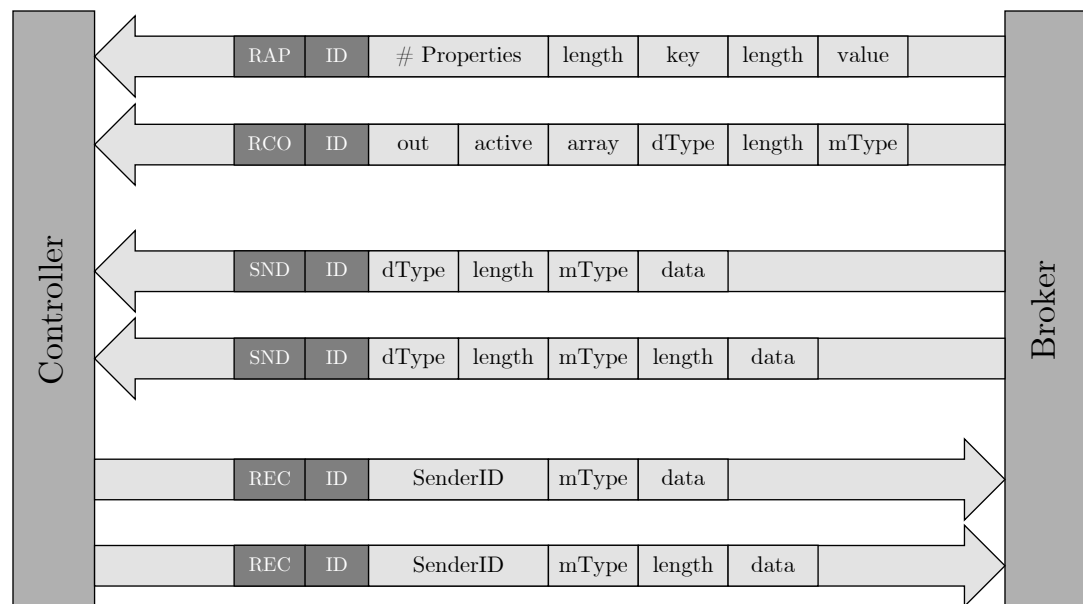 RAP ID # Properties length key length value
RCO ID out active array dType length mType
SND ID dType length mType data
SND ID dType length mType length data
REC ID SenderID mType data
REC ID SenderID mType length data
Controller
Broker